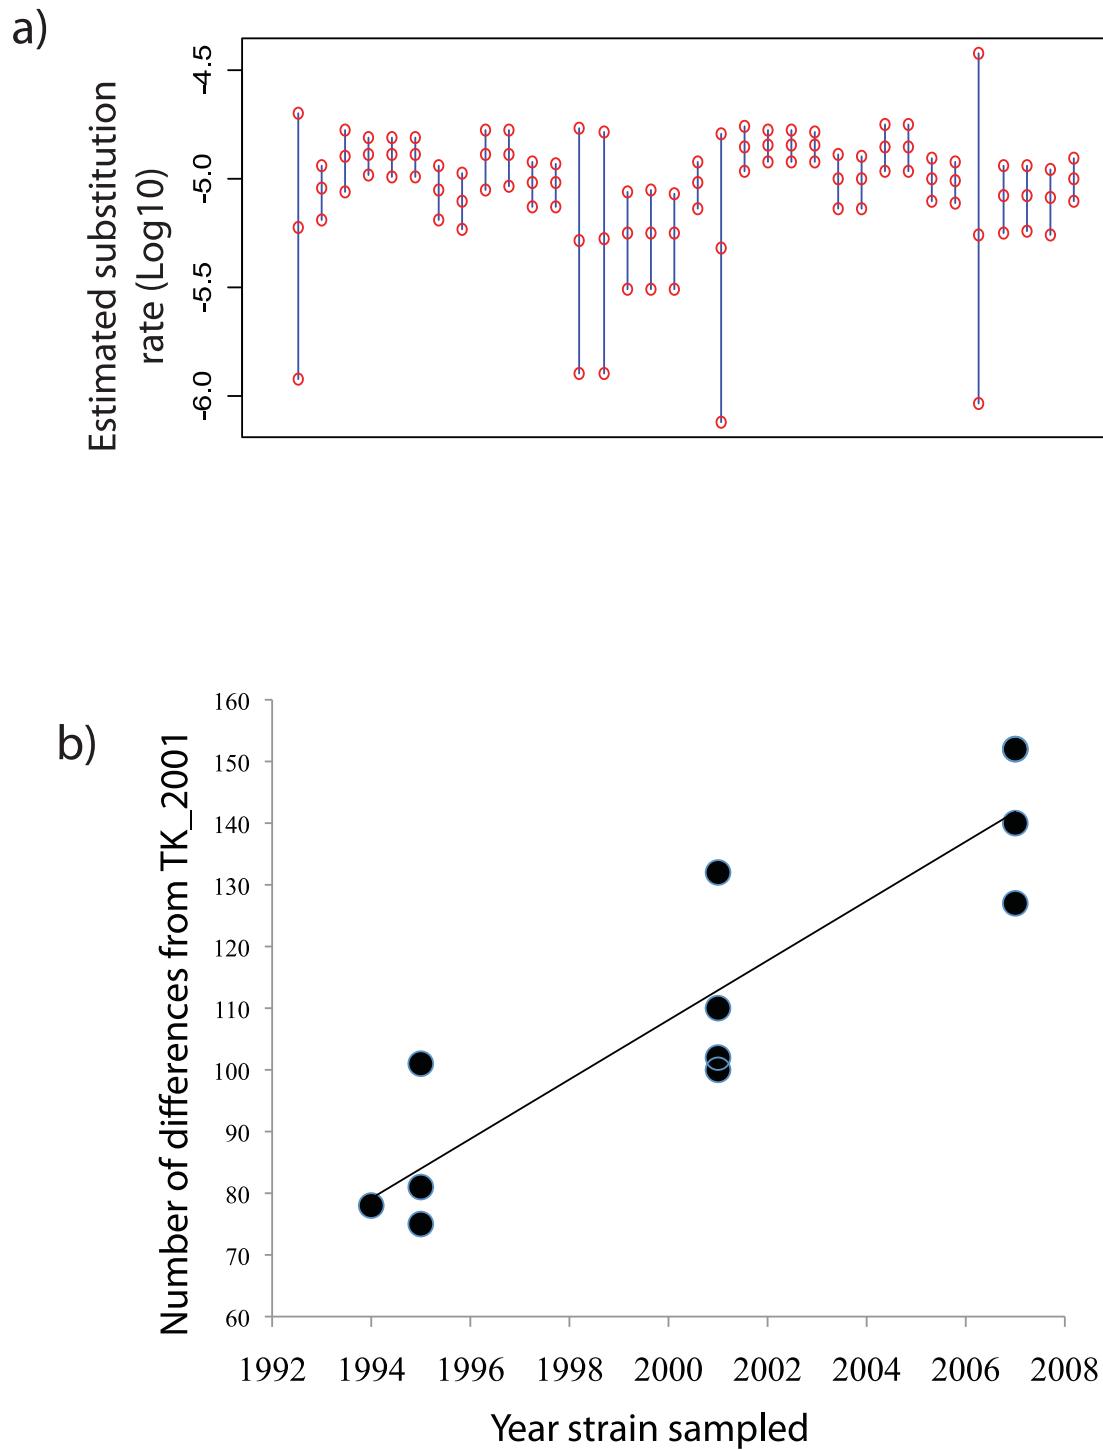 a)
Estimated substitution
rate (Log10)
-4.5
-5.0
-5.5
-6.0
b)
Number of differences from TK_2001
160
150
140
130
120
110
100
90
80
70
60
1992 1994 1996 1998 2000 2002 2004 2006 2008
Year strain sampled